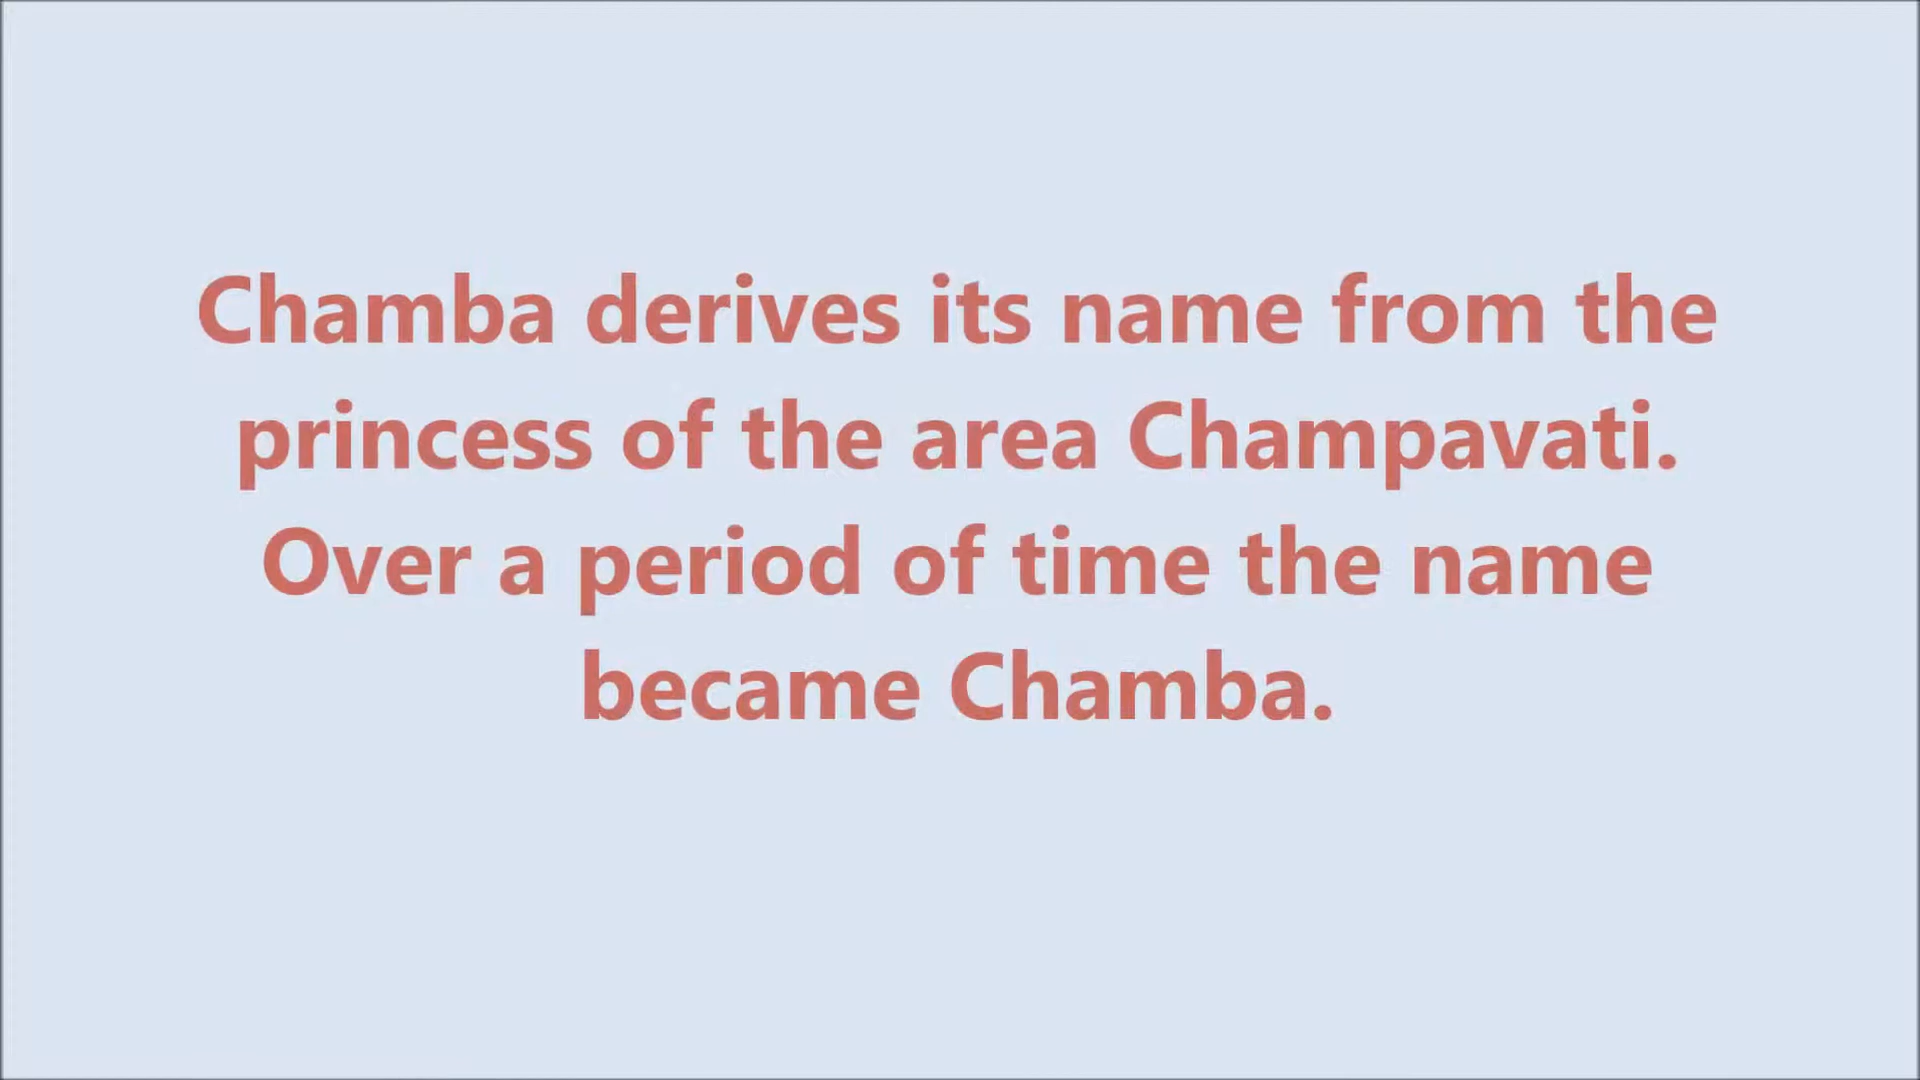 Chamba derives its name from the
princess of the area Champavati.
Over a period of time the name
became Chamba.